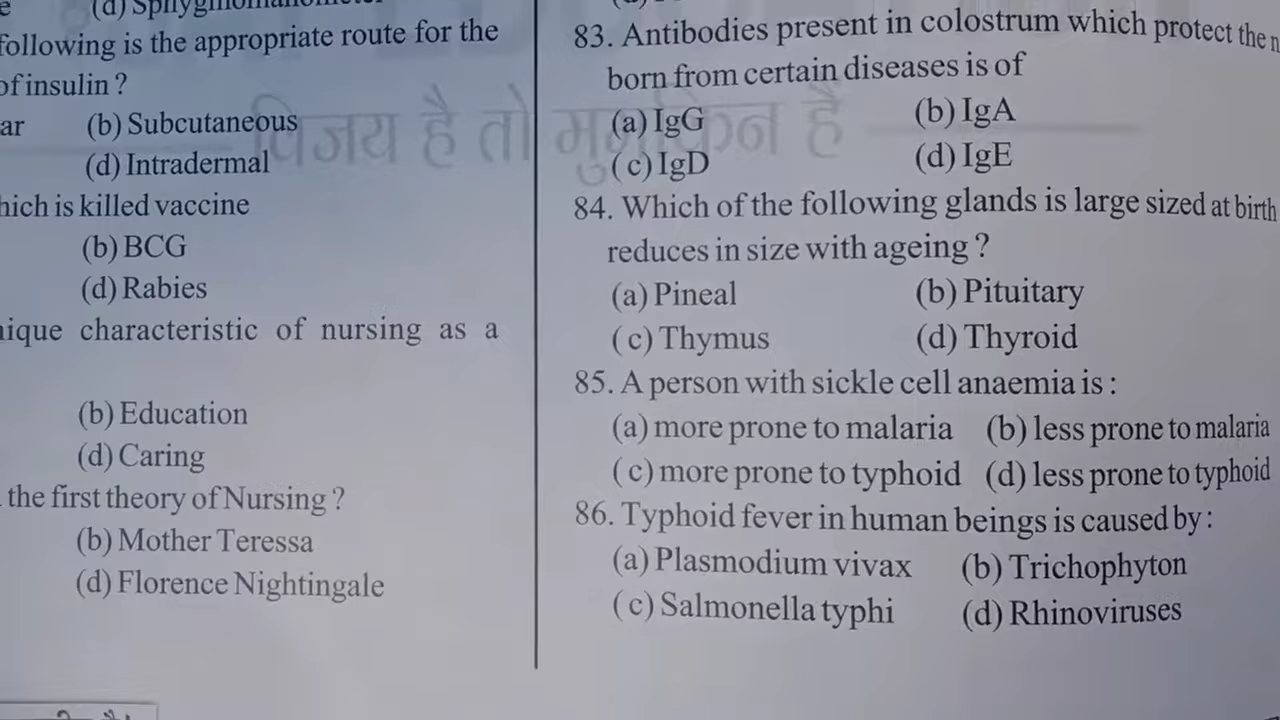 (d) Sphygmomanometer
following is the appropriate route for the
of insulin ?
ar (b) Subcutaneous
(d) Intradermal
hich is killed vaccine
(b) BCG
(d) Rabies
nique characteristic of nursing as a
(b) Education
(d) Caring
the first theory of Nursing ?
(b) Mother Teressa
(d) Florence Nightingale
83. Antibodies present in colostrum which protect the n
born from certain diseases is of
(a) IgG (b) IgA
(c) IgD (d) IgE
84. Which of the following glands is large sized at birth
reduces in size with ageing ?
(a) Pineal (b) Pituitary
(c) Thymus (d) Thyroid
85. A person with sickle cell anaemia is :
(a) more prone to malaria (b) less prone to malaria
(c) more prone to typhoid (d) less prone to typhoid
86. Typhoid fever in human beings is caused by :
(a) Plasmodium vivax (b) Trichophyton
(c) Salmonella typhi (d) Rhinoviruses
विजय है तो मुमकिन है